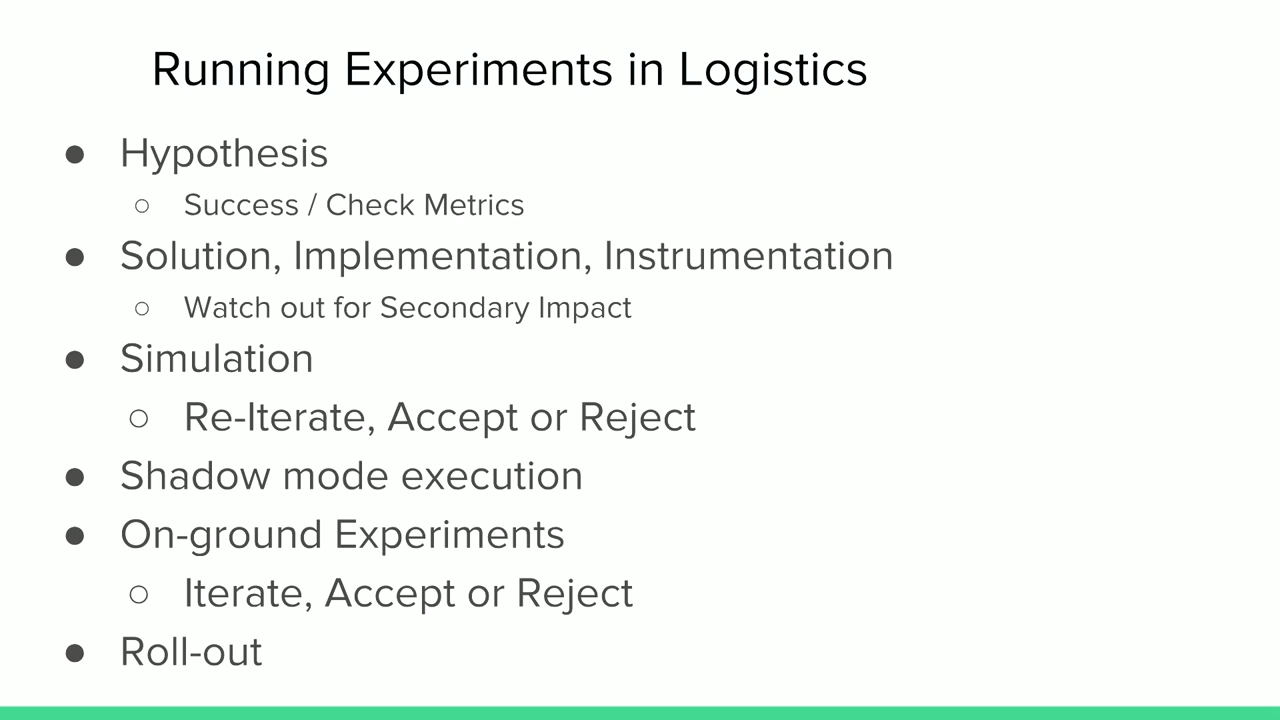 Running Experiments in Logistics
● Hypothesis
○ Success / Check Metrics
● Solution, Implementation, Instrumentation
○ Watch out for Secondary Impact
● Simulation
○ Re-Iterate, Accept or Reject
● Shadow mode execution
● On-ground Experiments
○ Iterate, Accept or Reject
● Roll-out